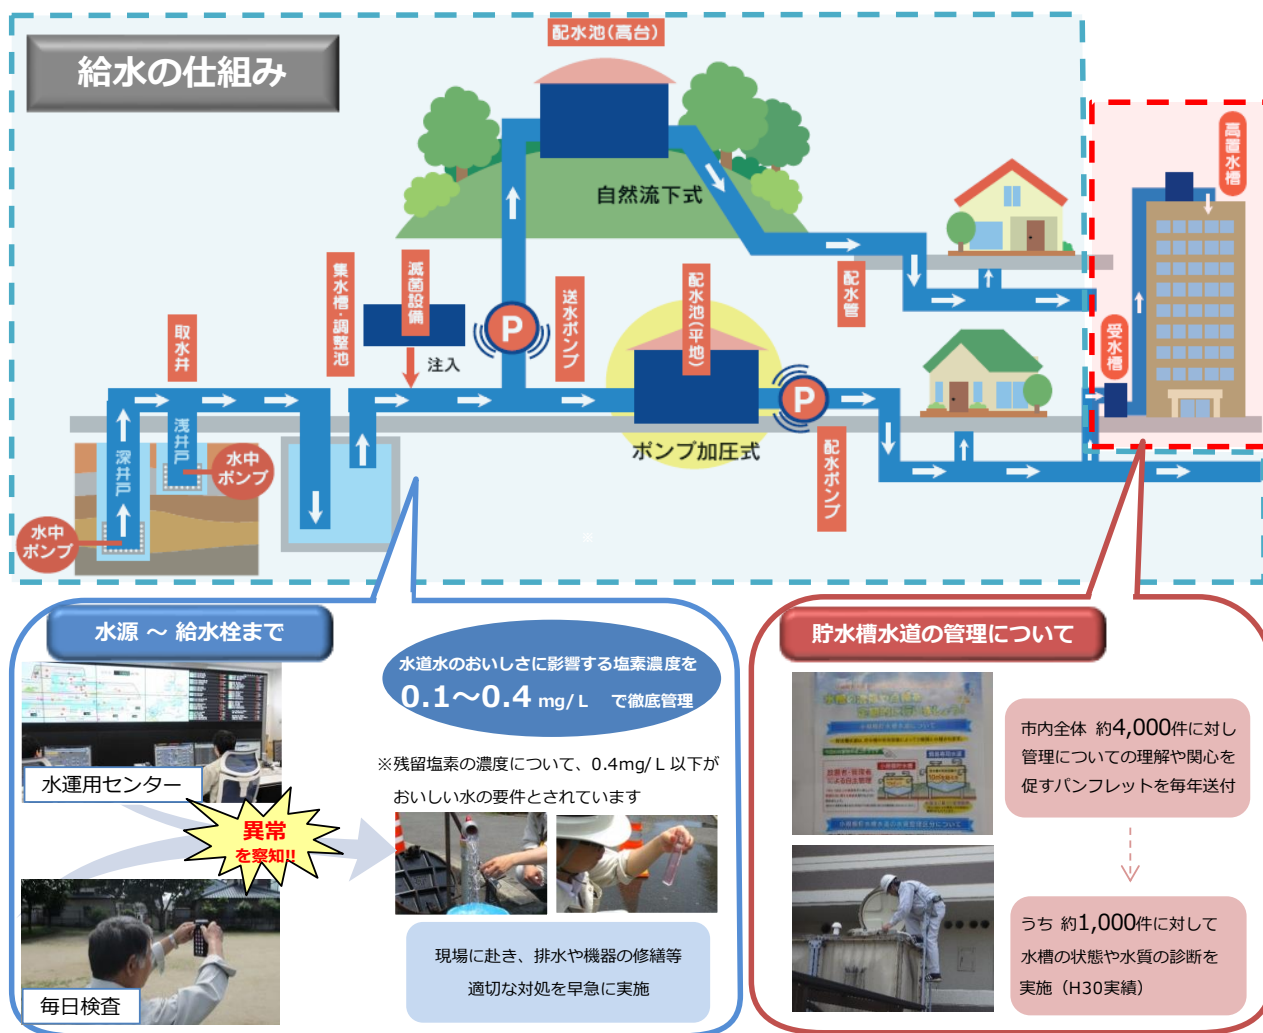 給水の仕組み
配水池(高台)
自然流下式
高置水槽
集水槽・調整池
滅菌設備
注入
送水ポンプ
配水池(平地)
配水管
受水槽
取水井
浅井戸
深井戸
水中
ポンプ
水中
ポンプ
ポンプ加圧式
P
P
配水ポンプ
水源 ～ 給水栓まで
水道水のおいしさに影響する塩素濃度を
0.1～0.4 mg/L で徹底管理
※残留塩素の濃度について、0.4mg/L 以下が
おいしい水の要件とされています
水運用センター
異常
を察知!!
毎日検査
現場に赴き、排水や機器の修繕等
適切な対処を早急に実施
貯水槽水道の管理について
市内全体 約4,000件に対し
管理についての理解や関心を
促すパンフレットを毎年送付
うち 約1,000件に対して
水槽の状態や水質の診断を
実施（H30実績）